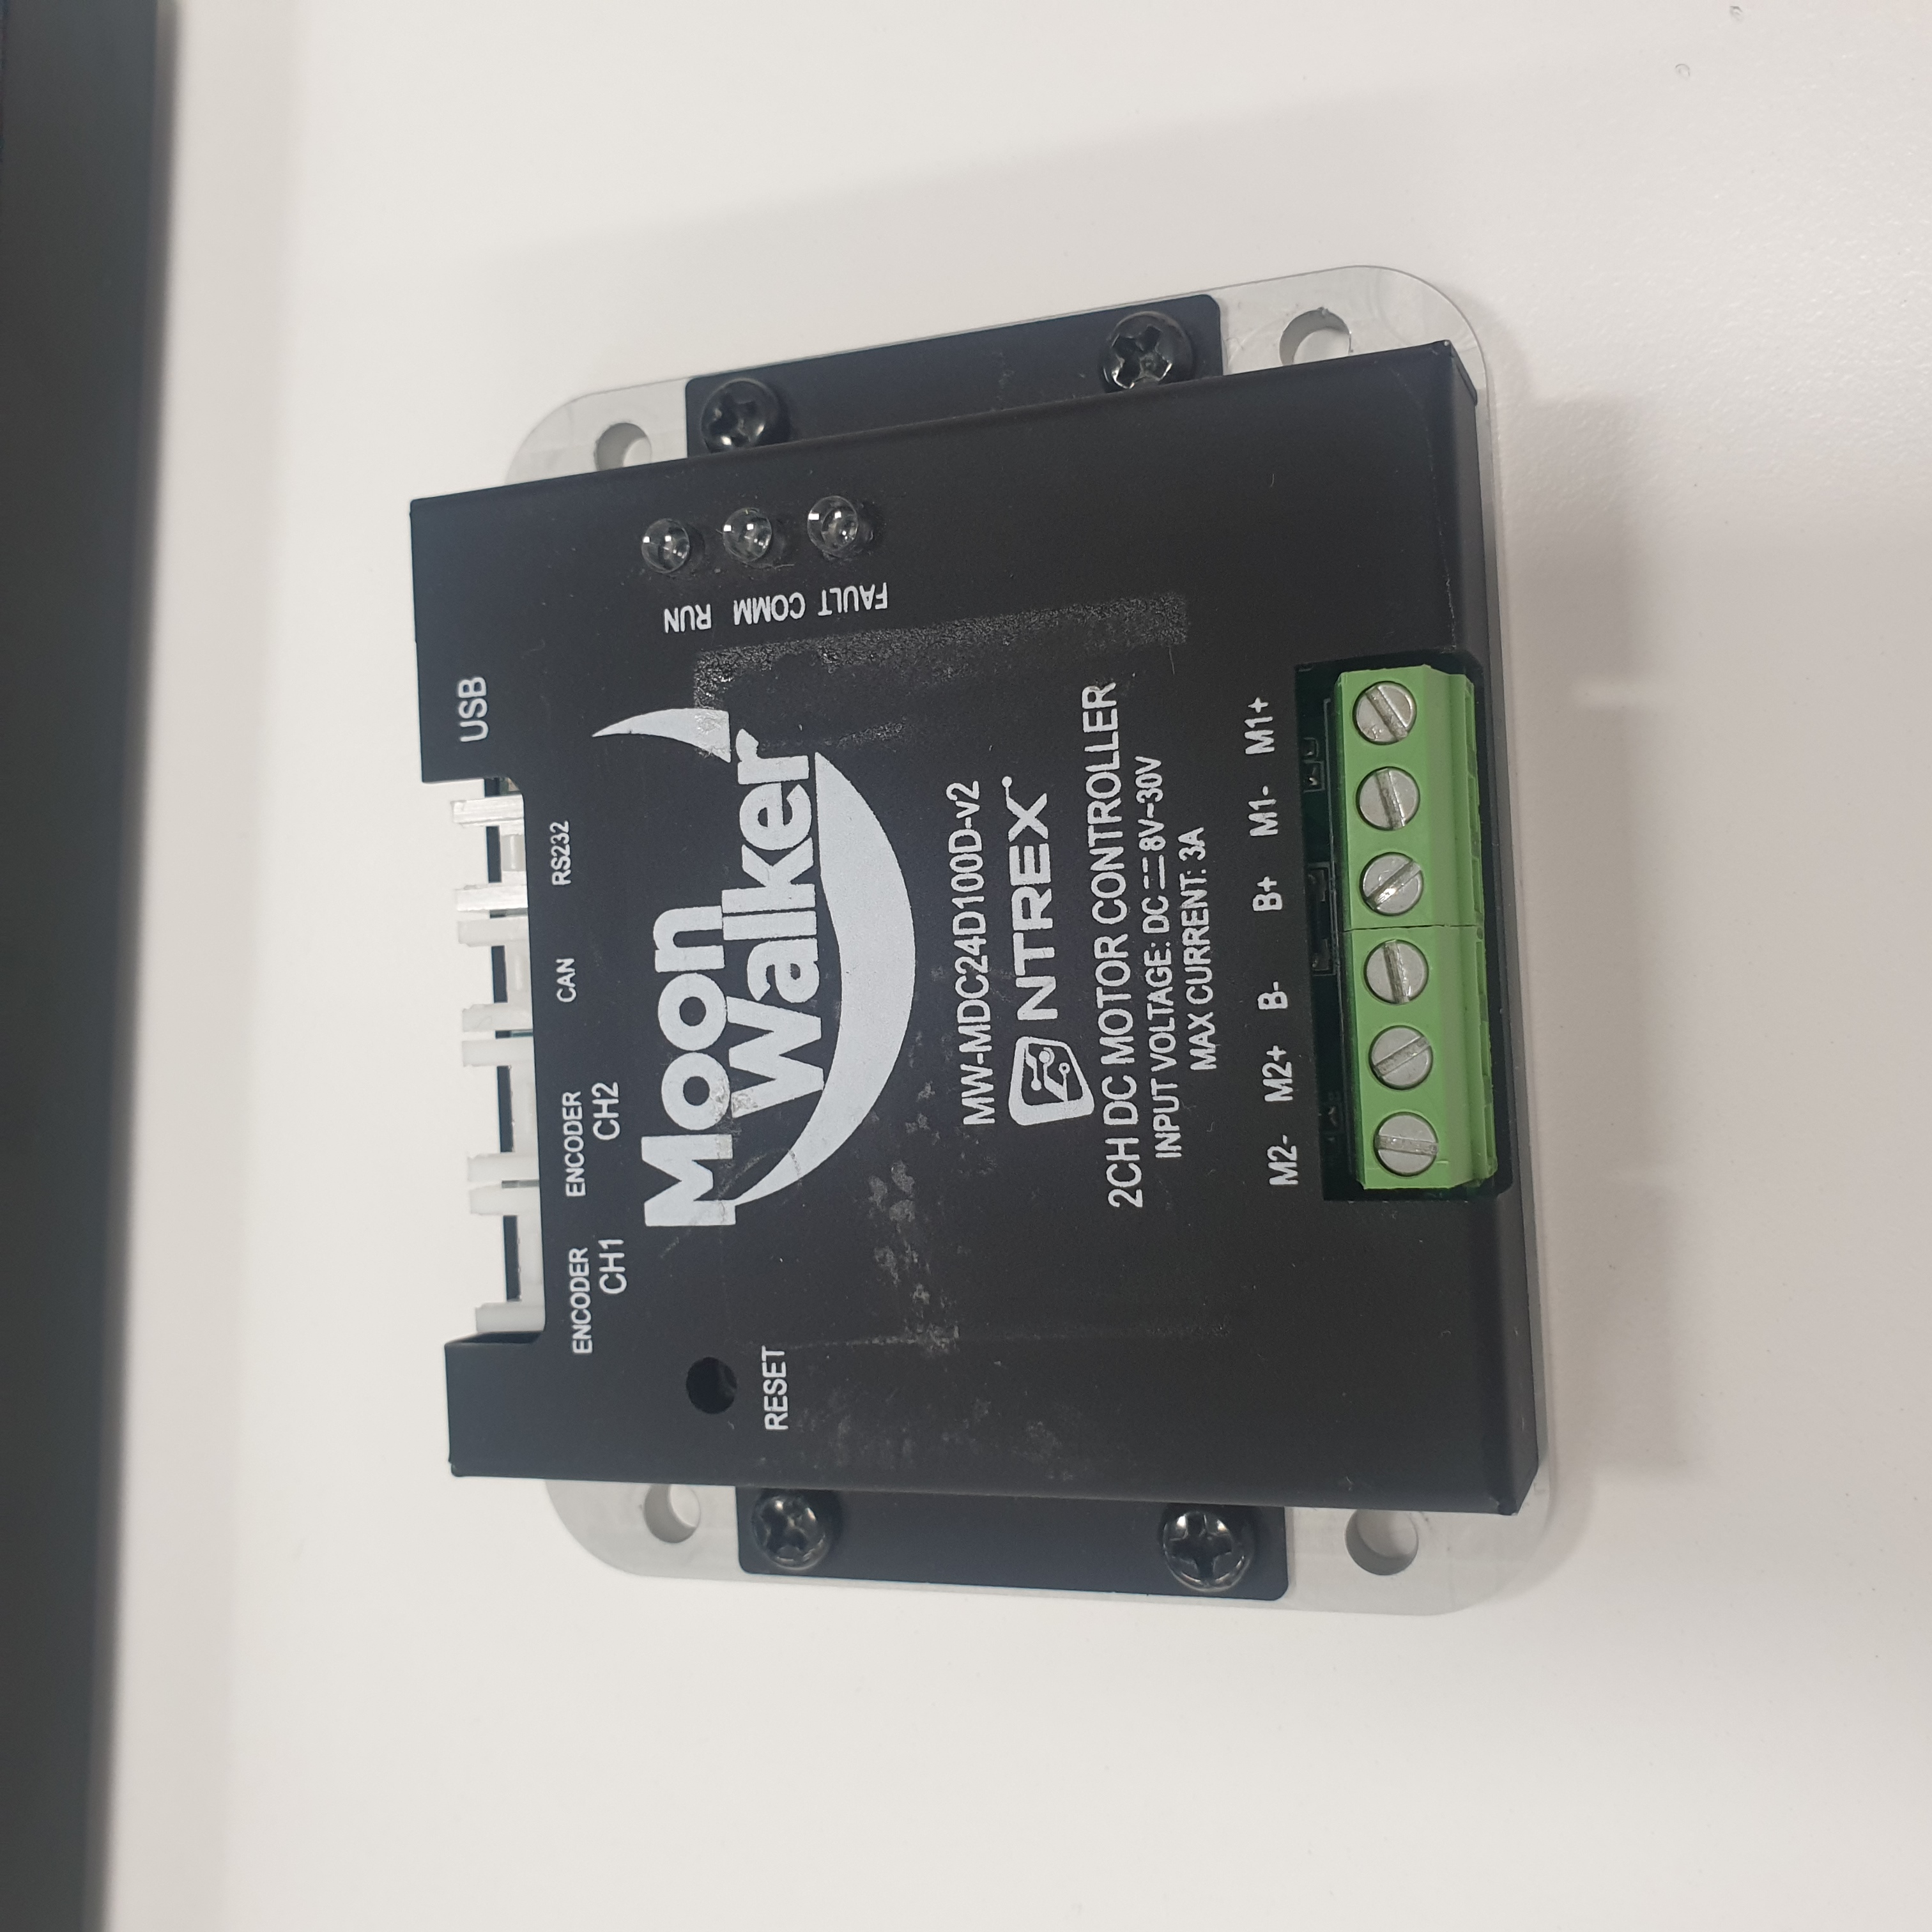 USB
ENCODER CH1
ENCODER CH2
CAN
RS232
RESET
Moon
Walker
RUN
COMM
FAULT
MW-MDC24D100D-v2
NTREX
2CH DC MOTOR CONTROLLER
INPUT VOLTAGE: DC ⎓ 8V~30V
MAX CURRENT: 3A
M2- M2+ B- B+ M1- M1+